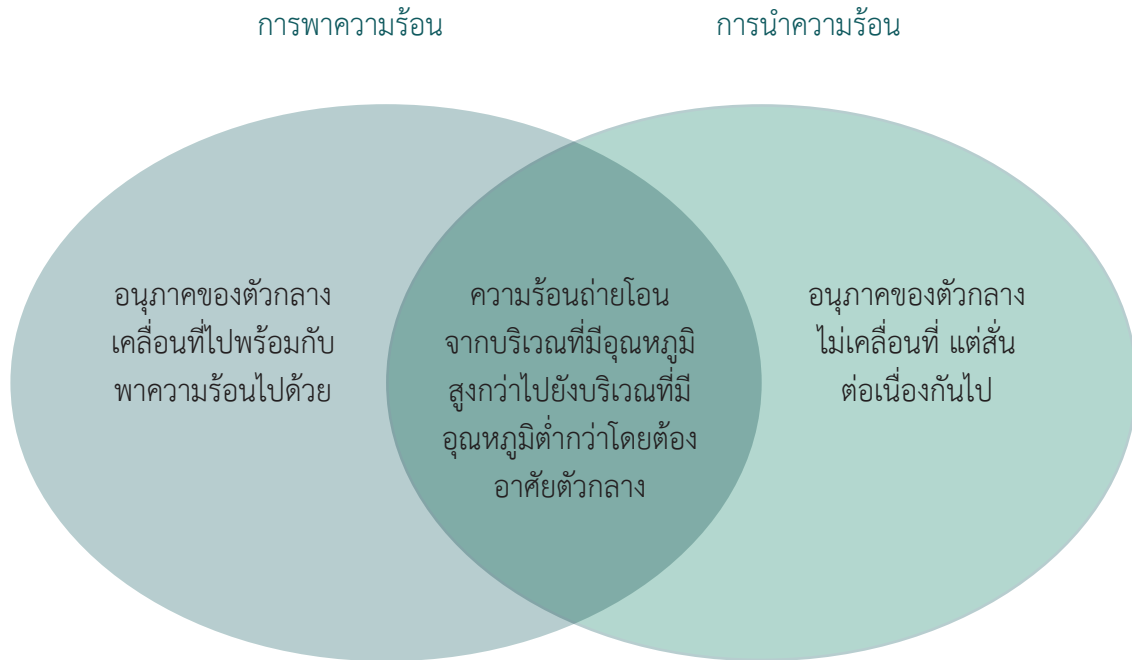 การพาความร้อน
การนำความร้อน
อนุภาคของตัวกลาง
เคลื่อนที่ไปพร้อมกับ
พาความร้อนไปด้วย
ความร้อนถ่ายโอน
จากบริเวณที่มีอุณหภูมิ
สูงกว่าไปยังบริเวณที่มี
อุณหภูมิต่ำกว่าโดยต้อง
อาศัยตัวกลาง
อนุภาคของตัวกลาง
ไม่เคลื่อนที่ แต่สั่น
ต่อเนื่องกันไป